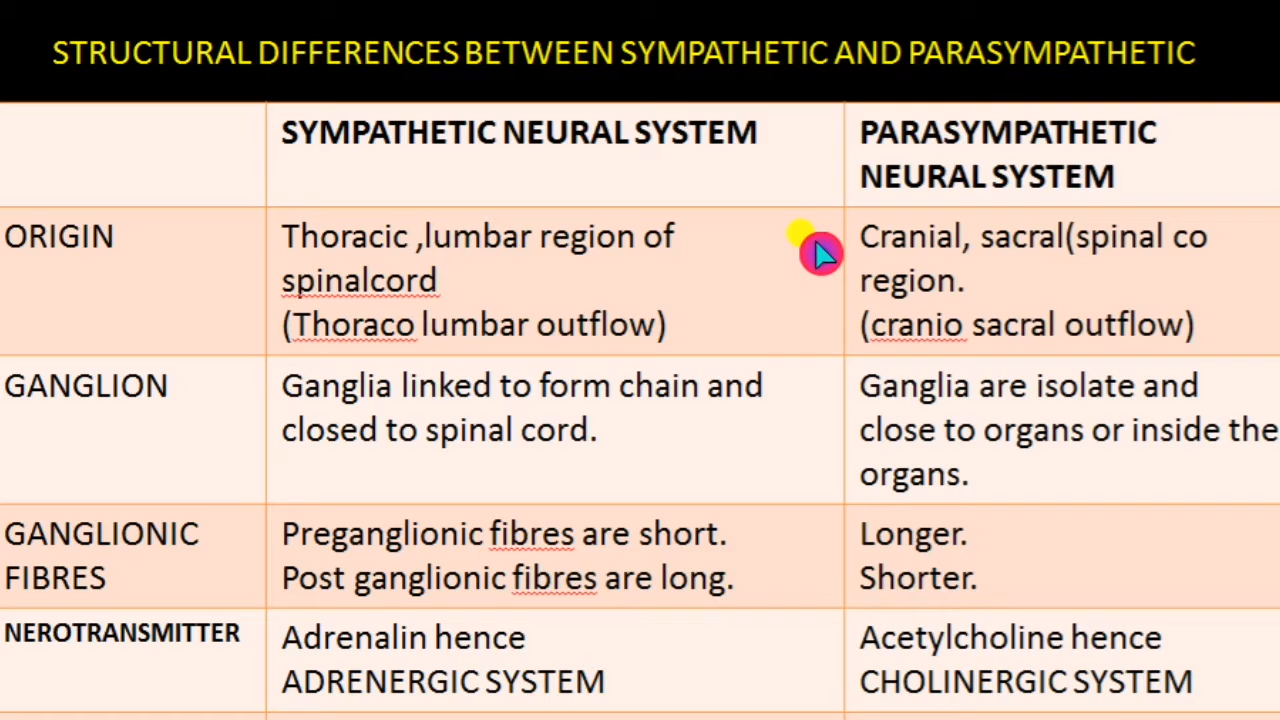 STRUCTURAL DIFFERENCES BETWEEN SYMPATHETIC AND PARASYMPATHETIC
SYMPATHETIC NEURAL SYSTEM
PARASYMPATHETIC
NEURAL SYSTEM
ORIGIN
Thoracic ,lumbar region of
spinalcord
(Thoraco lumbar outflow)
Cranial, sacral(spinal co
region.
(cranio sacral outflow)
GANGLION
Ganglia linked to form chain and
closed to spinal cord.
Ganglia are isolate and
close to organs or inside the
organs.
GANGLIONIC
FIBRES
Preganglionic fibres are short.
Post ganglionic fibres are long.
Longer.
Shorter.
NEROTRANSMITTER
Adrenalin hence
ADRENERGIC SYSTEM
Acetylcholine hence
CHOLINERGIC SYSTEM